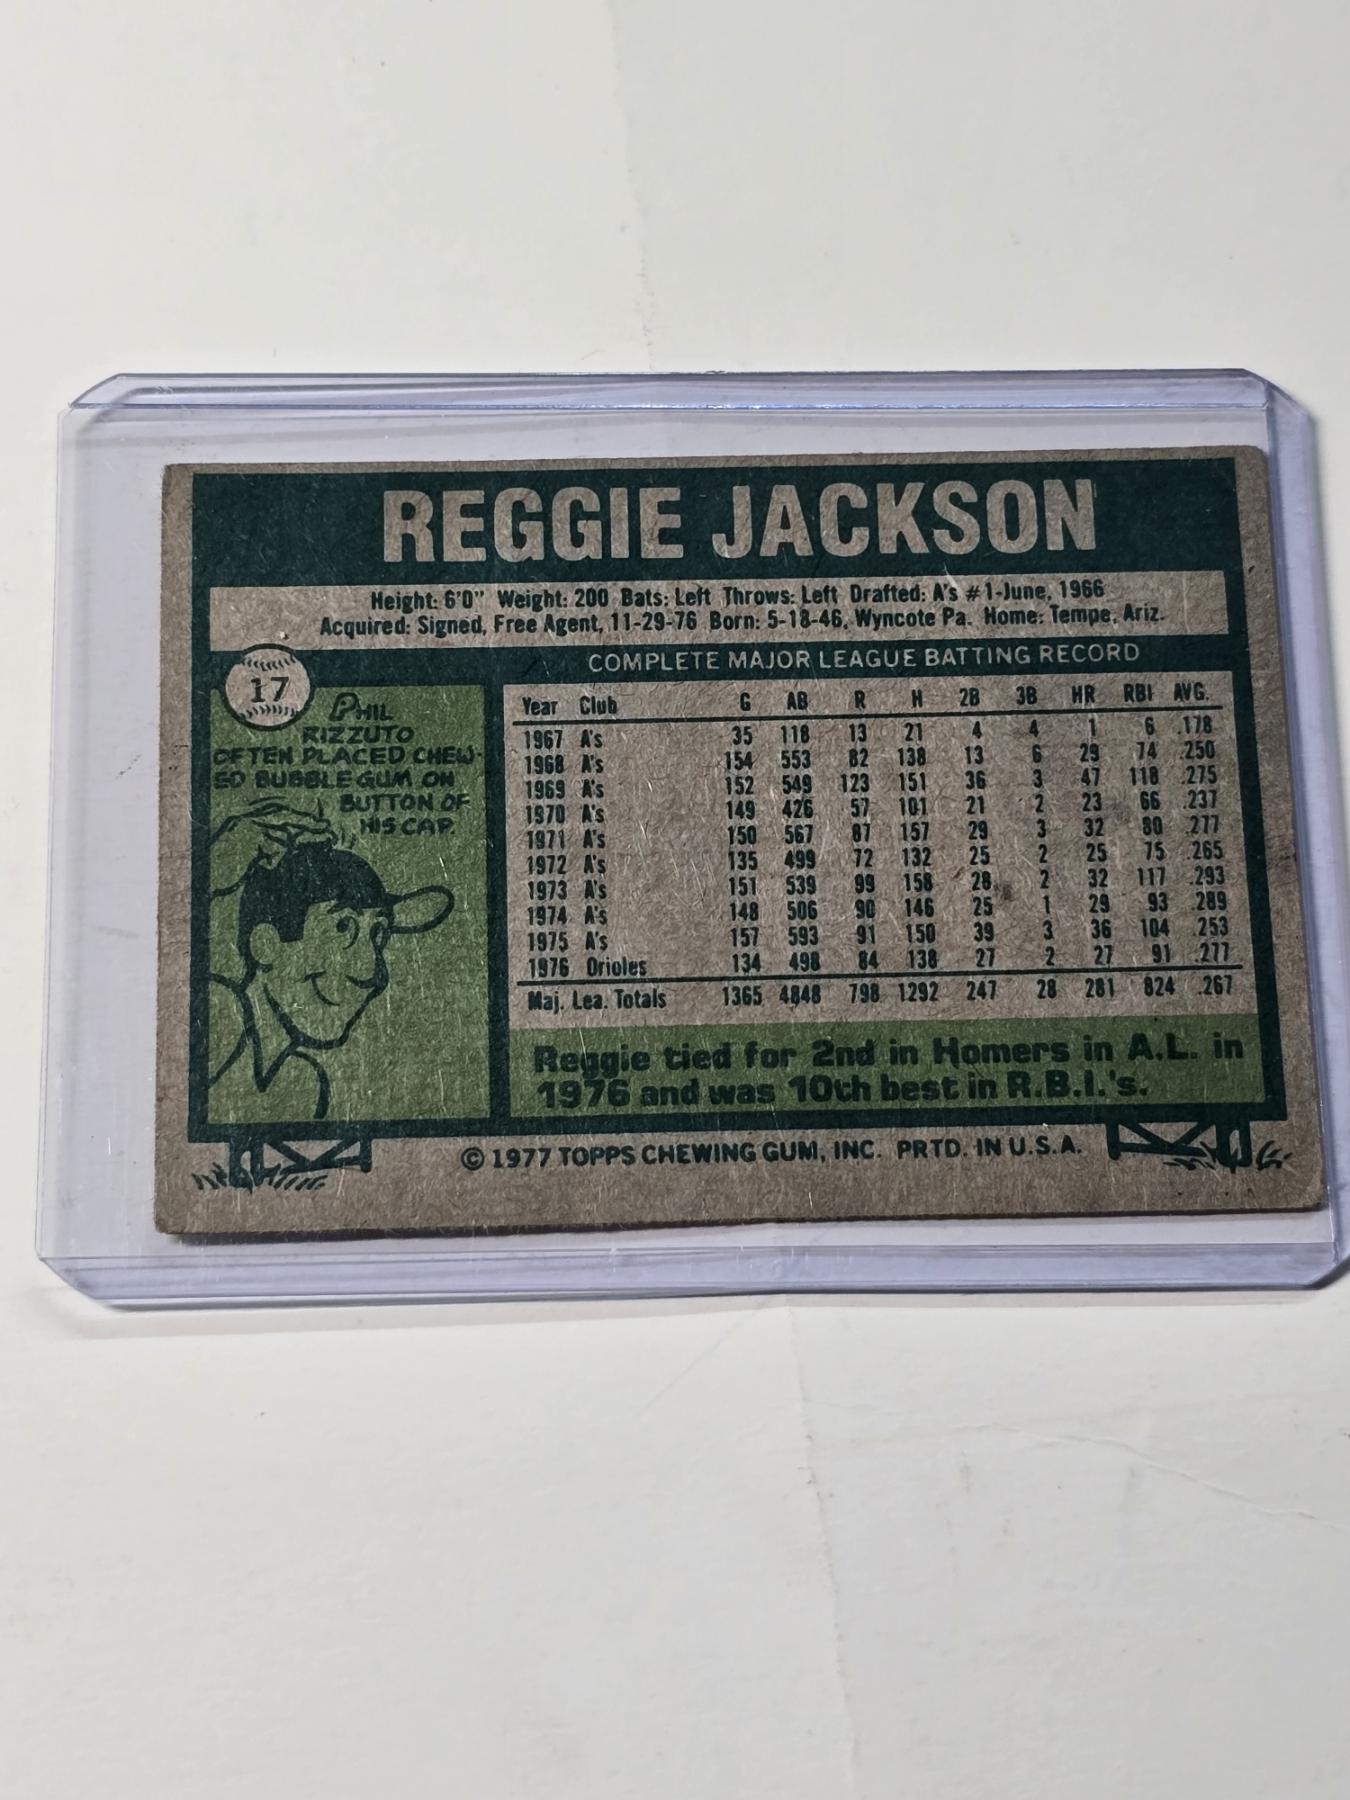 REGGIE JACKSON
Height: 6'0" Weight: 200 Bats: Left Throws: Left Drafted: A's #1-June, 1966
Acquired: Signed, Free Agent, 11-29-76 Born: 5-18-46, Wyncote Pa. Home: Tempe, Ariz.
17
PHIL
RIZZUTO
OFTEN PLACED CHEW-
ED BUBBLE GUM ON
BUTTON OF
HIS CAP.
COMPLETE MAJOR LEAGUE BATTING RECORD
Year Club G AB R H 2B 3B HR RBI AVG.
1967 A's 35 118 13 21 4 4 1 6 .178
1968 A's 154 553 82 138 13 6 29 74 .250
1969 A's 152 549 123 151 36 3 47 118 .275
1970 A's 149 426 57 101 21 2 23 66 .237
1971 A's 150 567 87 157 29 3 32 80 .277
1972 A's 135 499 72 132 25 2 25 75 .265
1973 A's 151 539 99 158 28 2 32 117 .293
1974 A's 148 506 90 146 25 1 29 93 .289
1975 A's 157 593 91 150 39 3 36 104 .253
1976 Orioles 134 498 84 138 27 2 27 91 .277
Maj. Lea. Totals 1365 4848 798 1292 247 28 281 824 .267
Reggie tied for 2nd in Homers in A.L. in
1976 and was 10th best in R.B.I.'s.
© 1977 TOPPS CHEWING GUM, INC. PRTD. IN U.S.A.